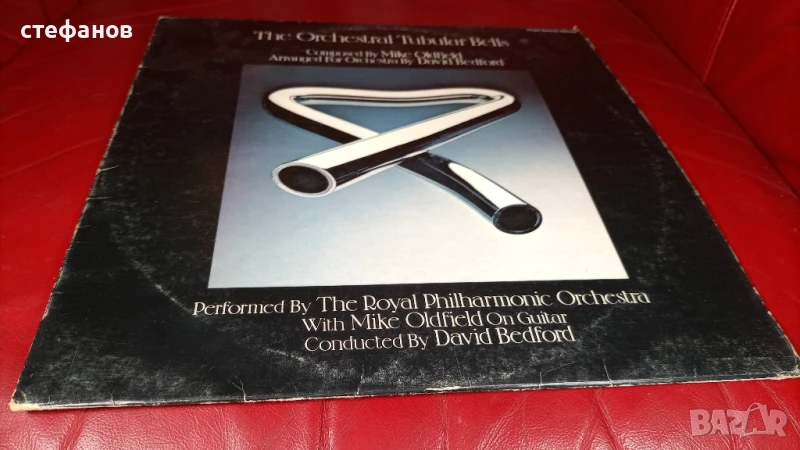 стефанов
The Orchestral Tubular Bells
Composed By Mike Oldfield
Arranged For Orchestra By David Bedford
Performed By The Royal Philharmonic Orchestra
With Mike Oldfield On Guitar
Conducted By David Bedford
BAZAR